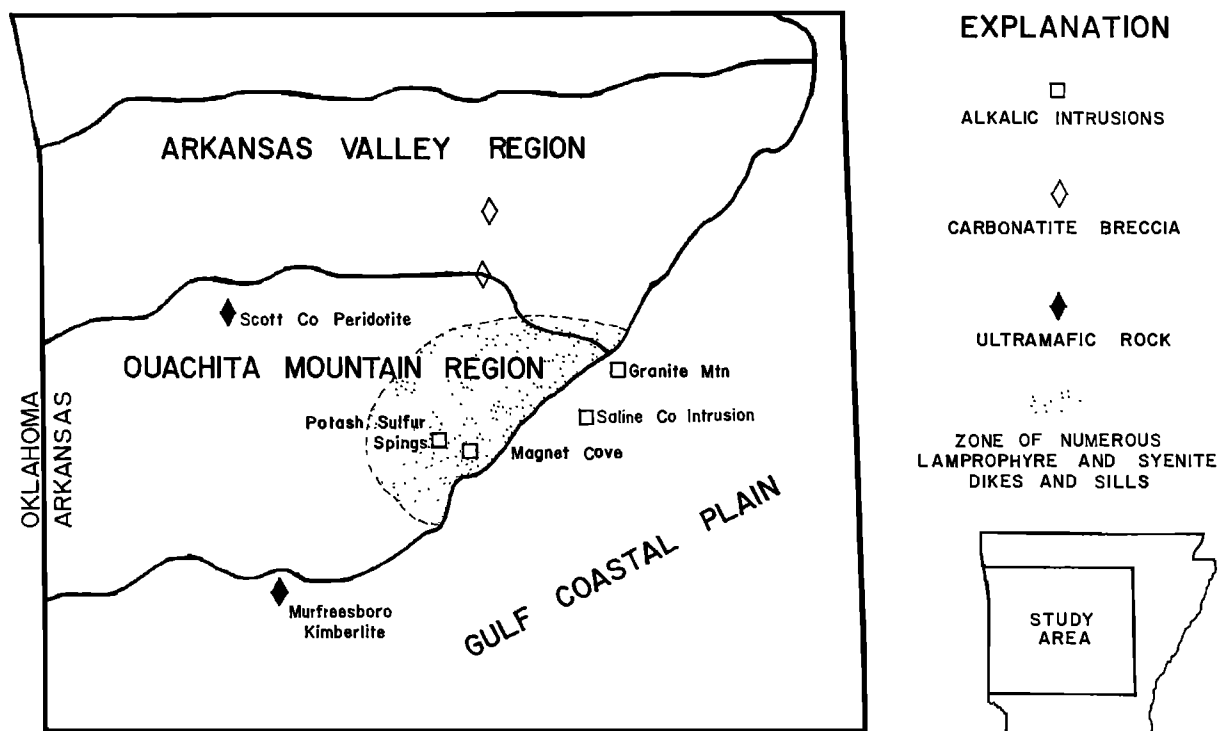 ARKANSAS VALLEY REGION
Scott Co Peridotite
OUACHITA MOUNTAIN REGION
Granite Mtn
Saline Co Intrusion
Potash Sulfur
Spings
Magnet Cove
OKLAHOMA
ARKANSAS
GULF COASTAL PLAIN
Murfreesboro
Kimberlite
EXPLANATION
ALKALIC INTRUSIONS
CARBONATITE BRECCIA
ULTRAMAFIC ROCK
ZONE OF NUMEROUS
LAMPROPHYRE AND SYENITE
DIKES AND SILLS
STUDY
AREA